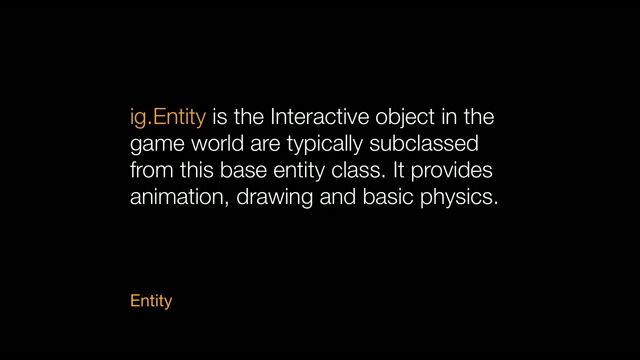 ig.Entity is the Interactive object in the
game world are typically subclassed
from this base entity class. It provides
animation, drawing and basic physics.
Entity